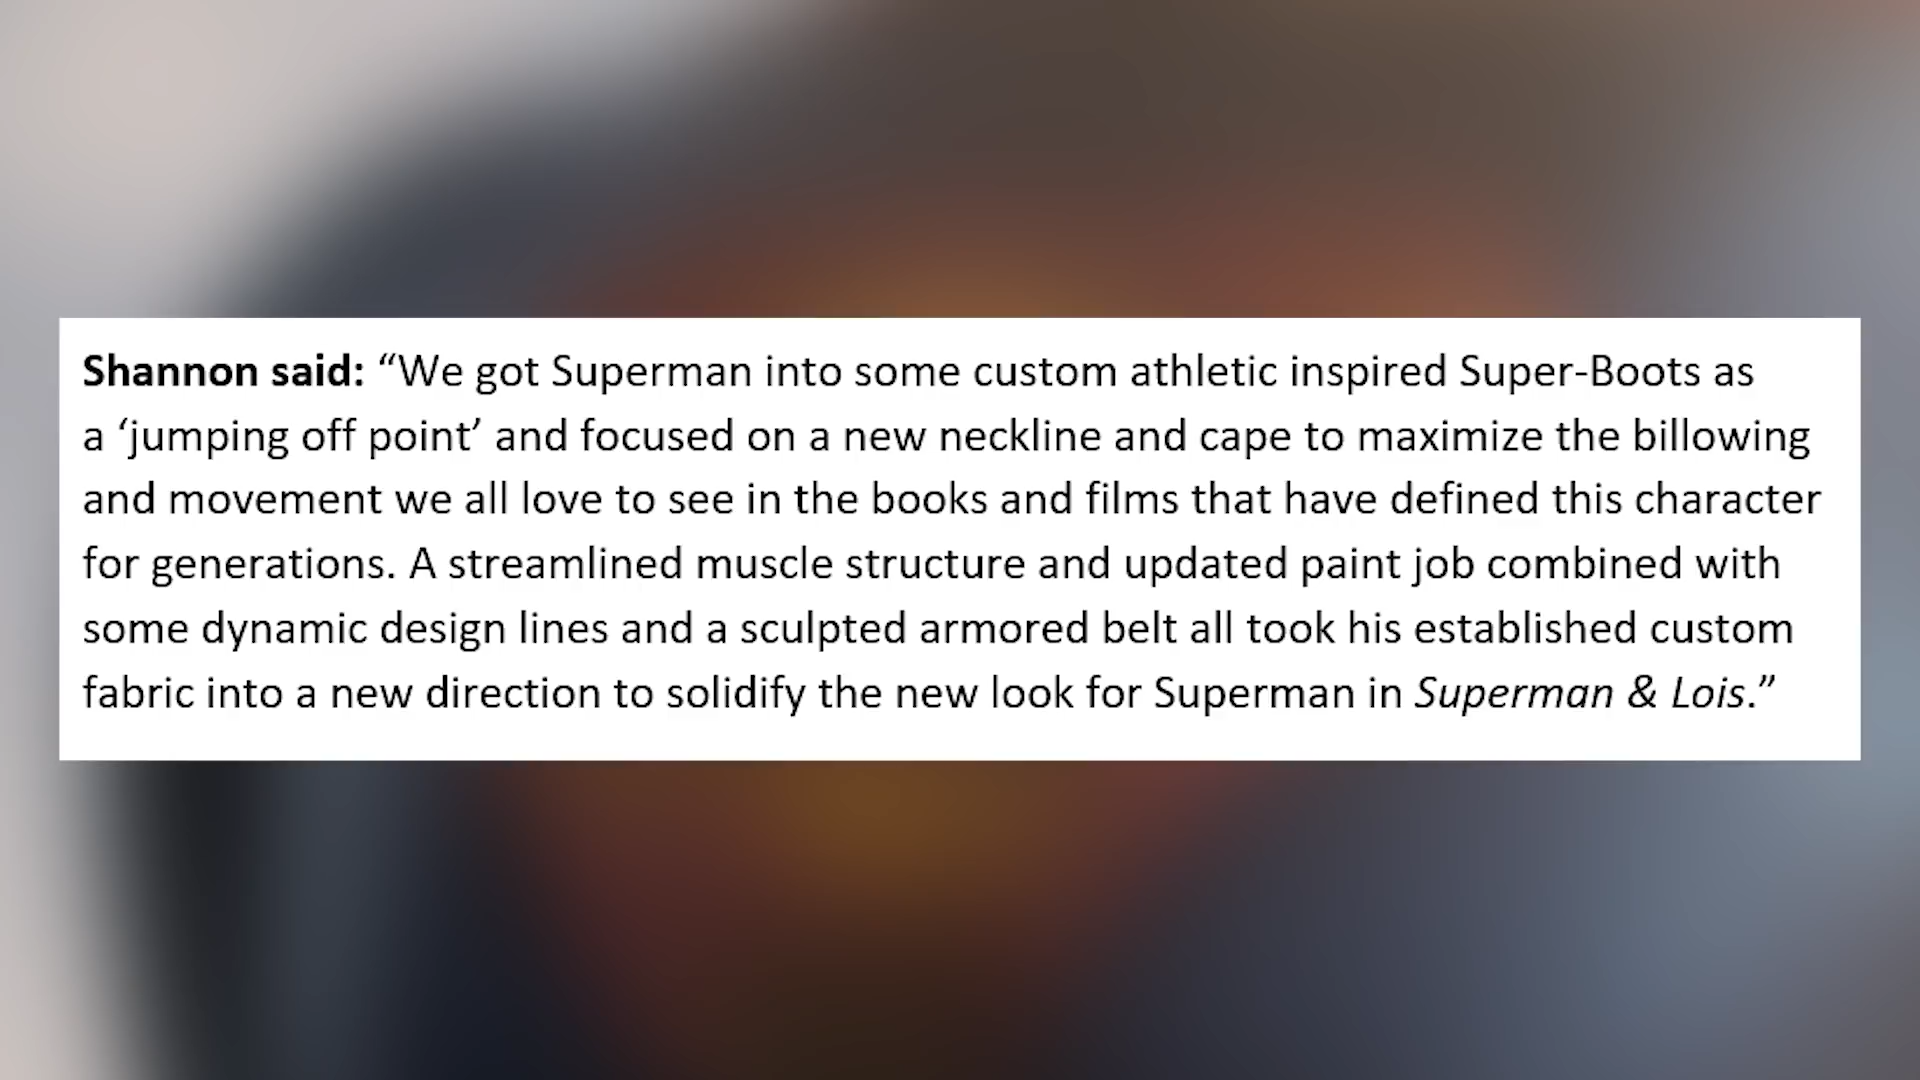 Shannon said: “We got Superman into some custom athletic inspired Super-Boots as
a ‘jumping off point’ and focused on a new neckline and cape to maximize the billowing
and movement we all love to see in the books and films that have defined this character
for generations. A streamlined muscle structure and updated paint job combined with
some dynamic design lines and a sculpted armored belt all took his established custom
fabric into a new direction to solidify the new look for Superman in Superman & Lois.”